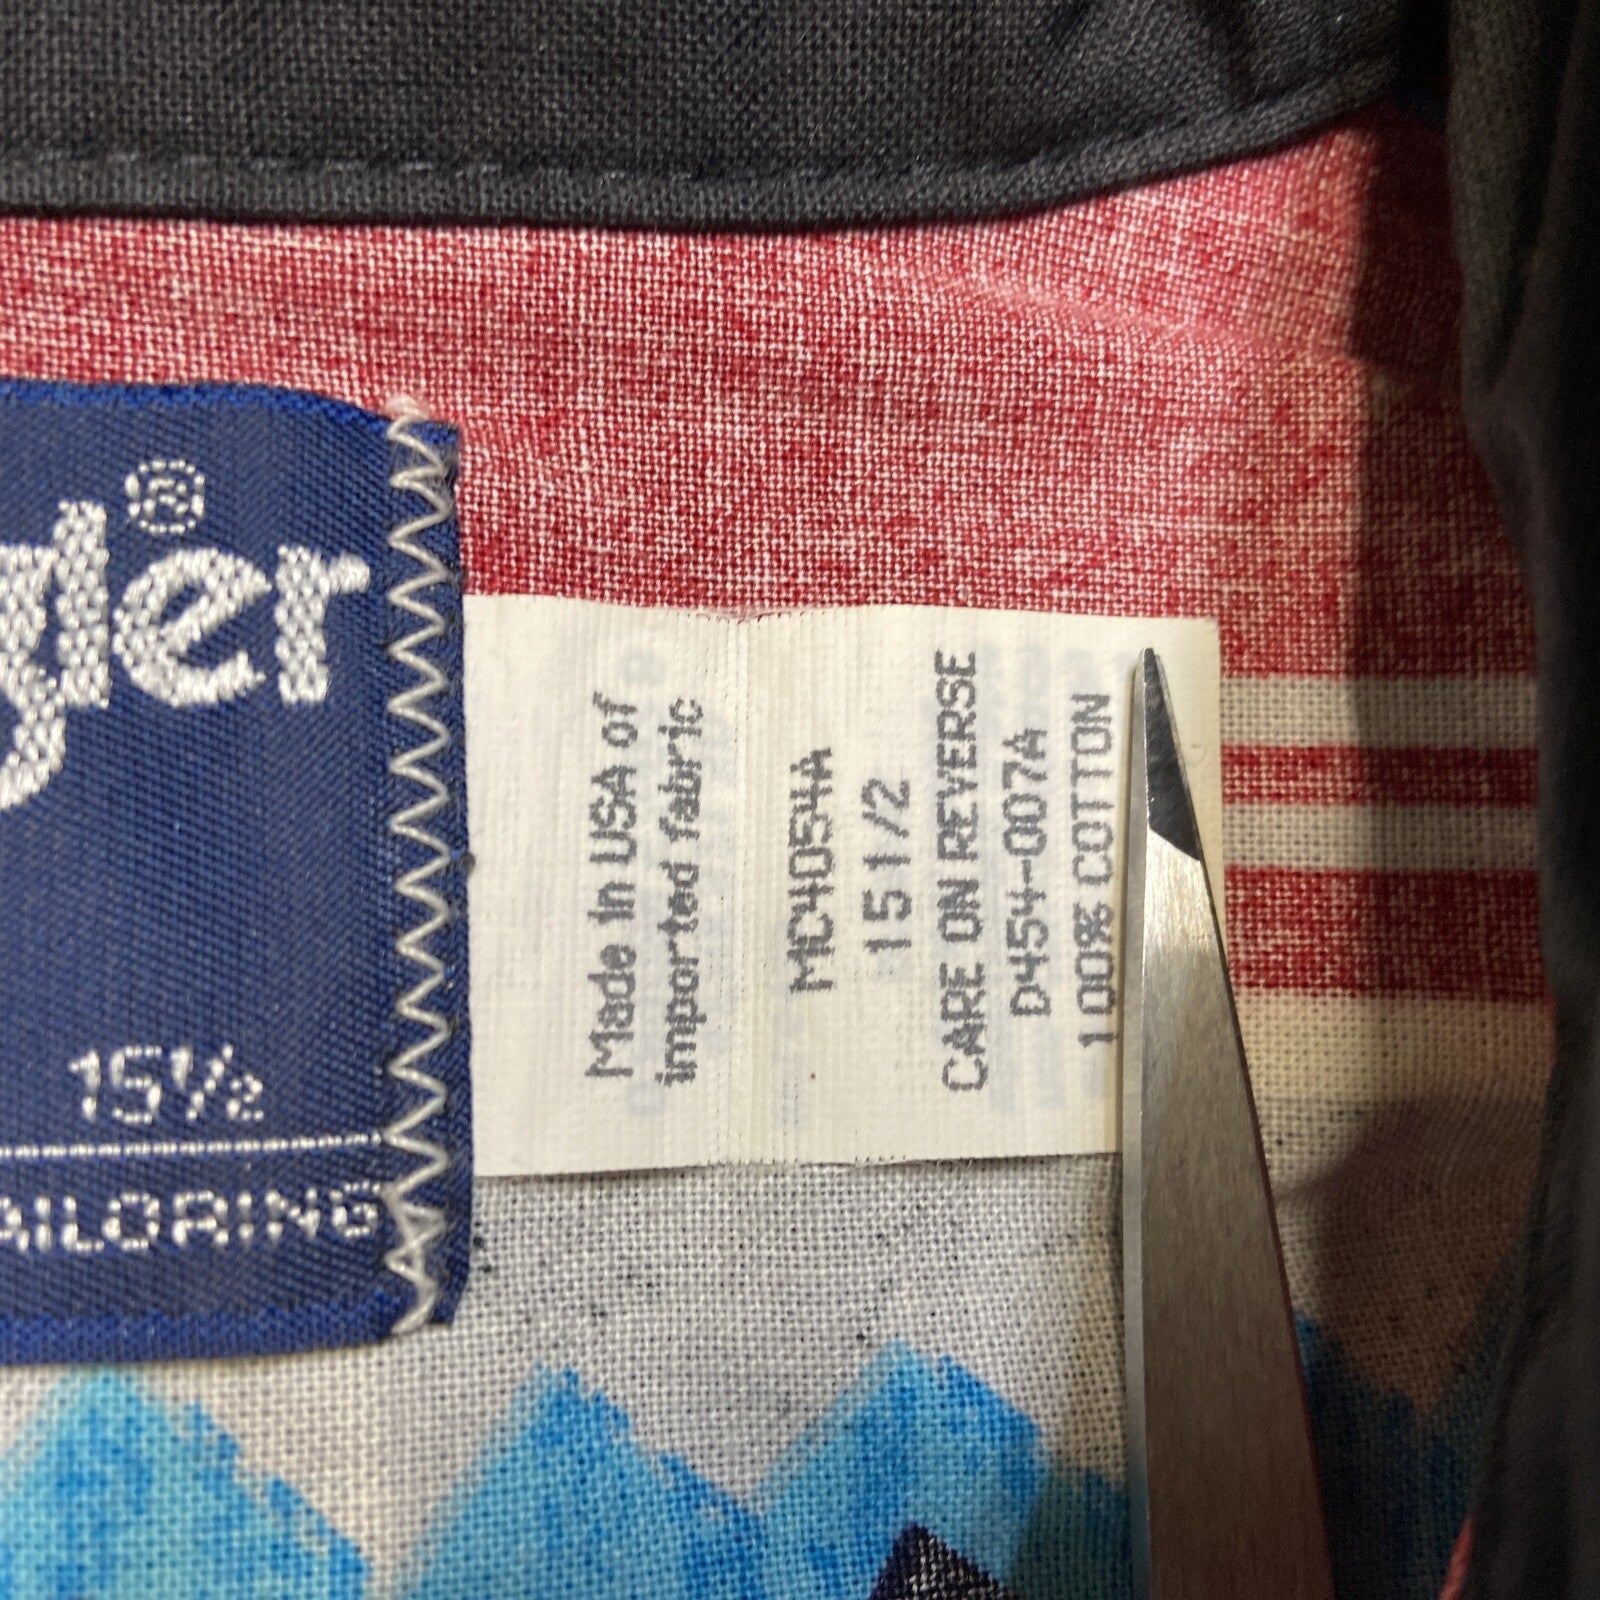 gler®
15½
AILORING
Made in USA of
imported fabric
MC4054A
15 1/2
CARE ON REVERSE
D454-007A
100% COTTON